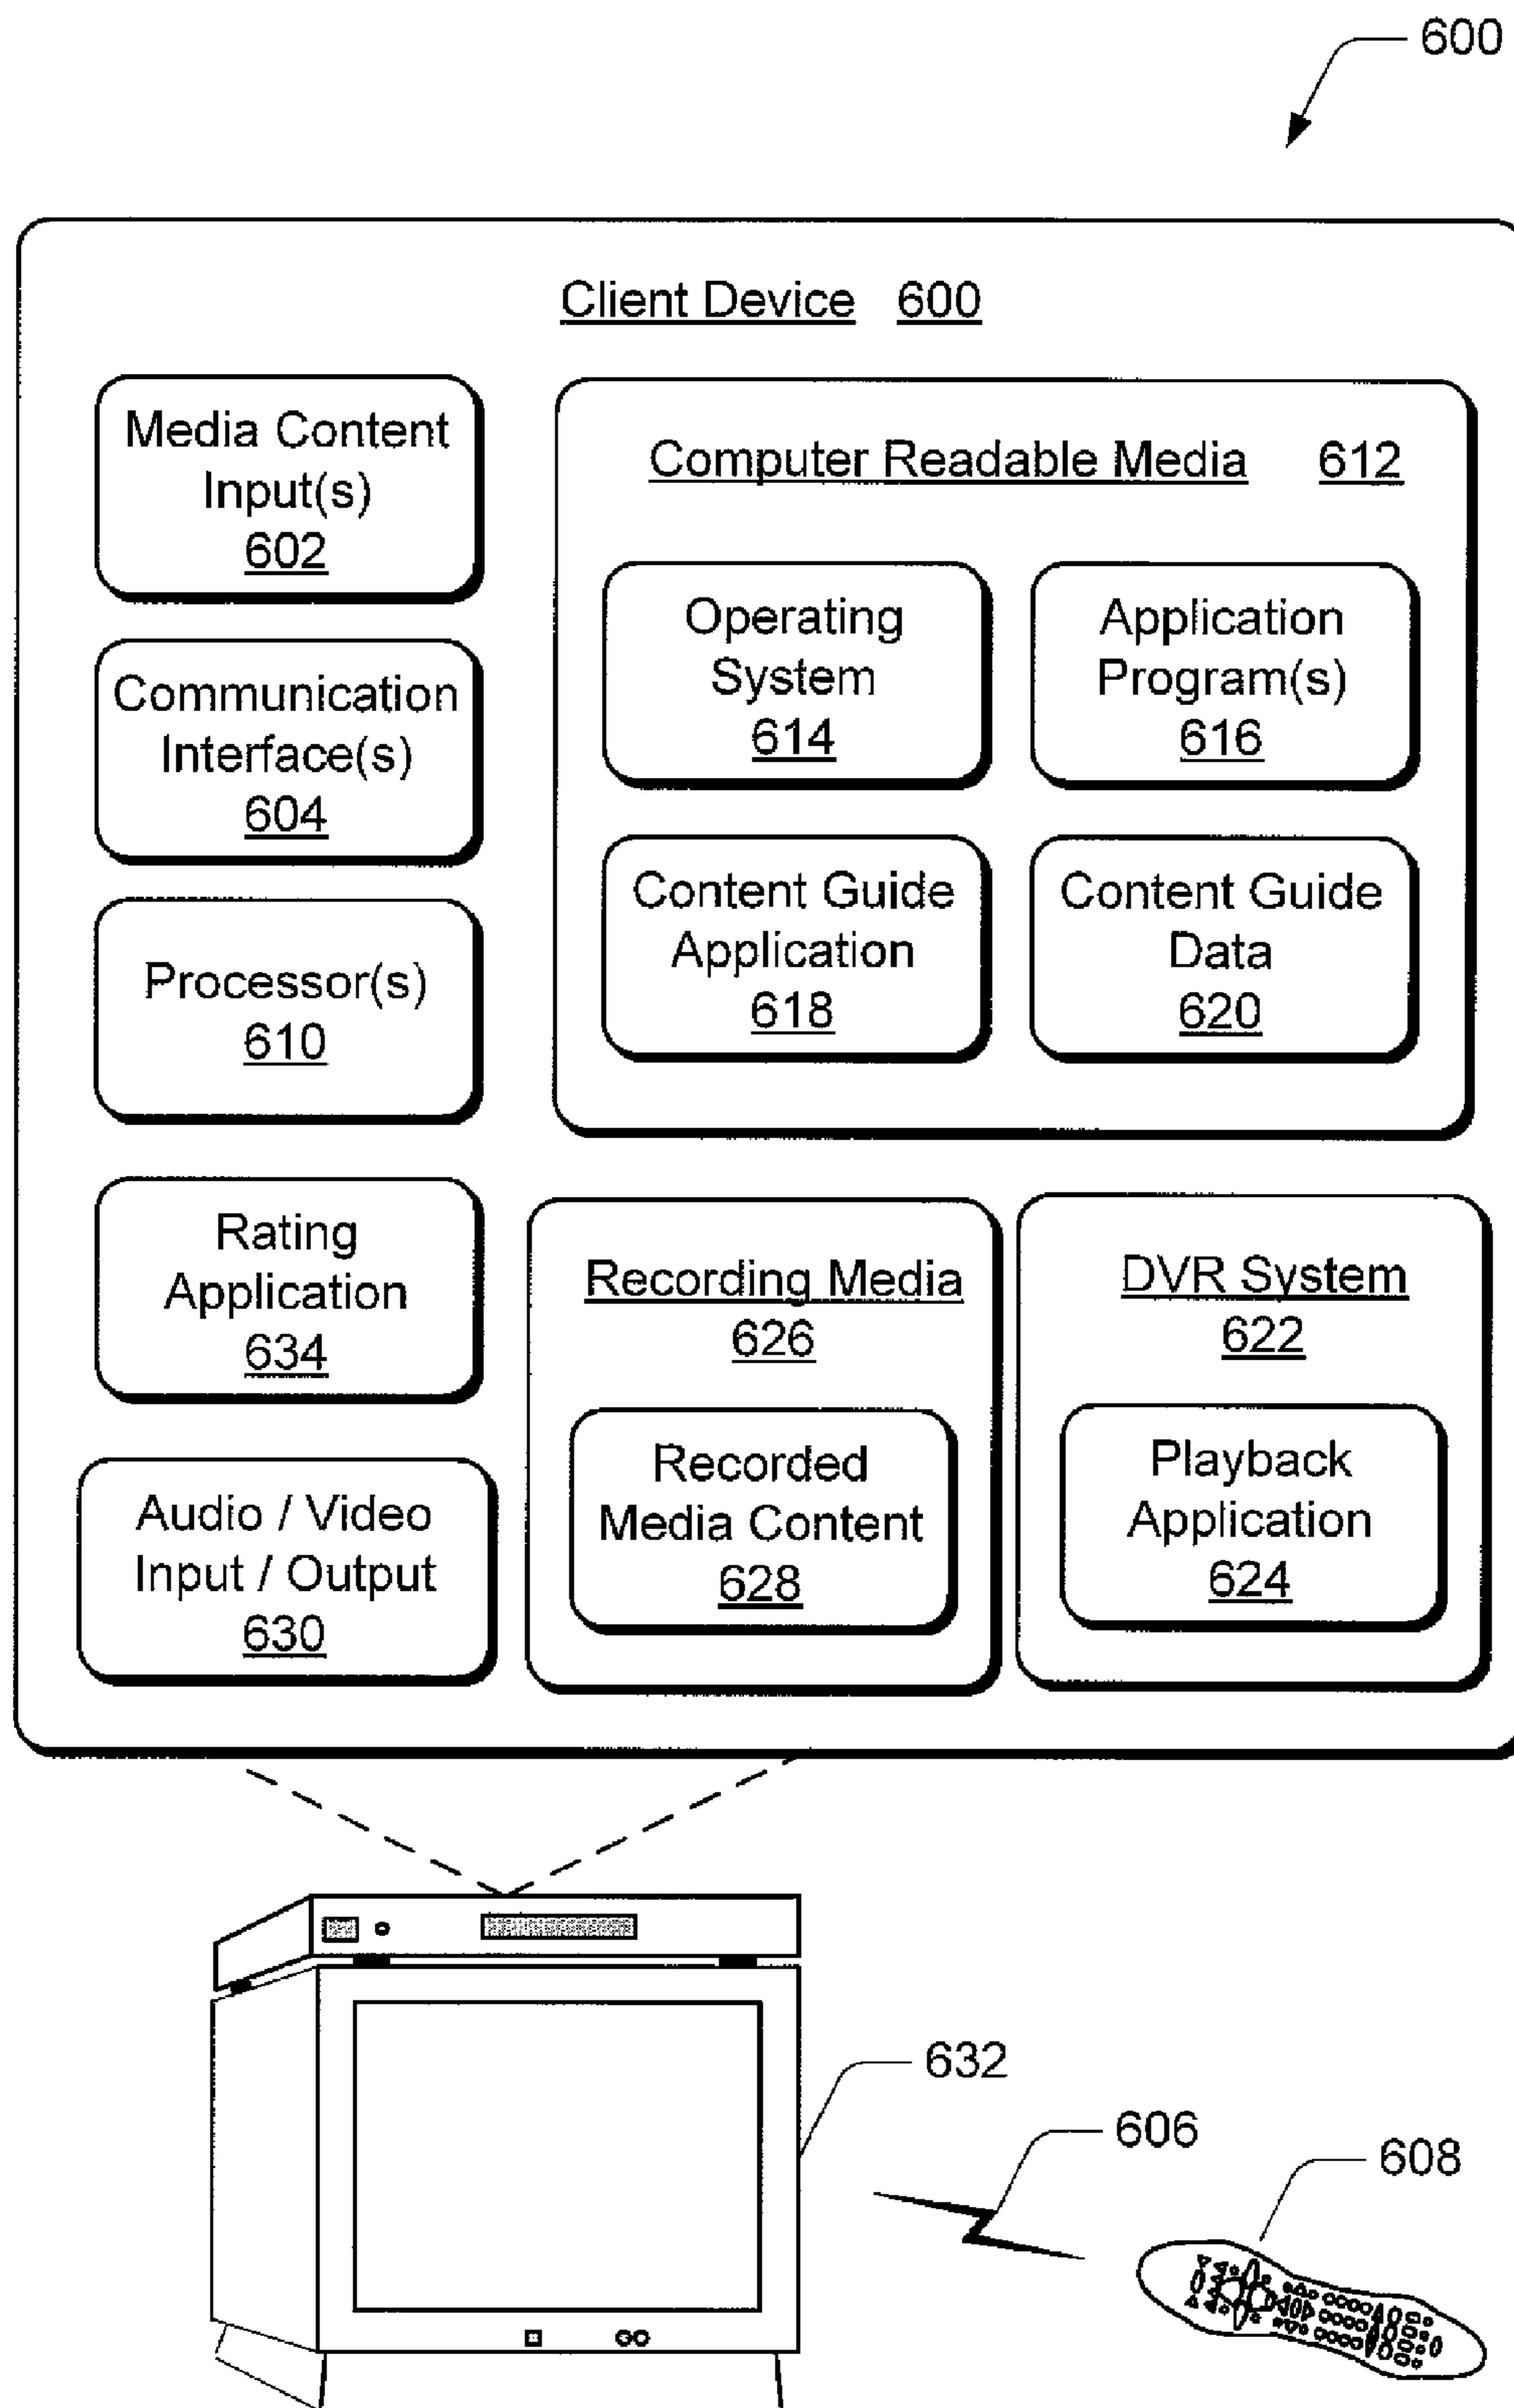 600
Client Device 600
Media Content
Input(s)
602
Communication
Interface(s)
604
Processor(s)
610
Rating
Application
634
Audio / Video
Input / Output
630
Computer Readable Media 612
Operating
System
614
Application
Program(s)
616
Content Guide
Application
618
Content Guide
Data
620
Recording Media
626
Recorded
Media Content
628
DVR System
622
Playback
Application
624
632
606
608